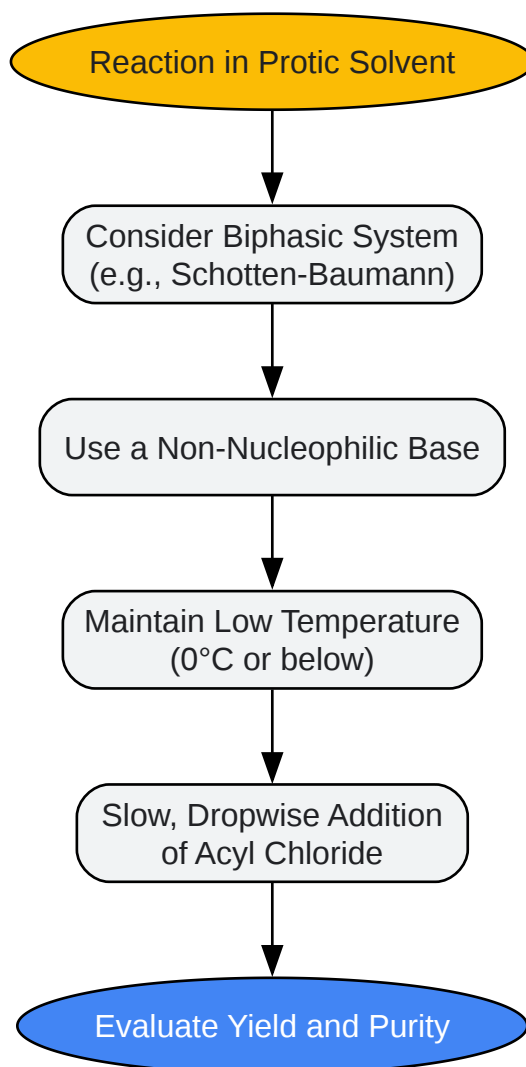 Reaction in Protic Solvent
Consider Biphasic System
(e.g., Schotten-Baumann)
Use a Non-Nucleophilic Base
Maintain Low Temperature
(0°C or below)
Slow, Dropwise Addition
of Acyl Chloride
Evaluate Yield and Purity